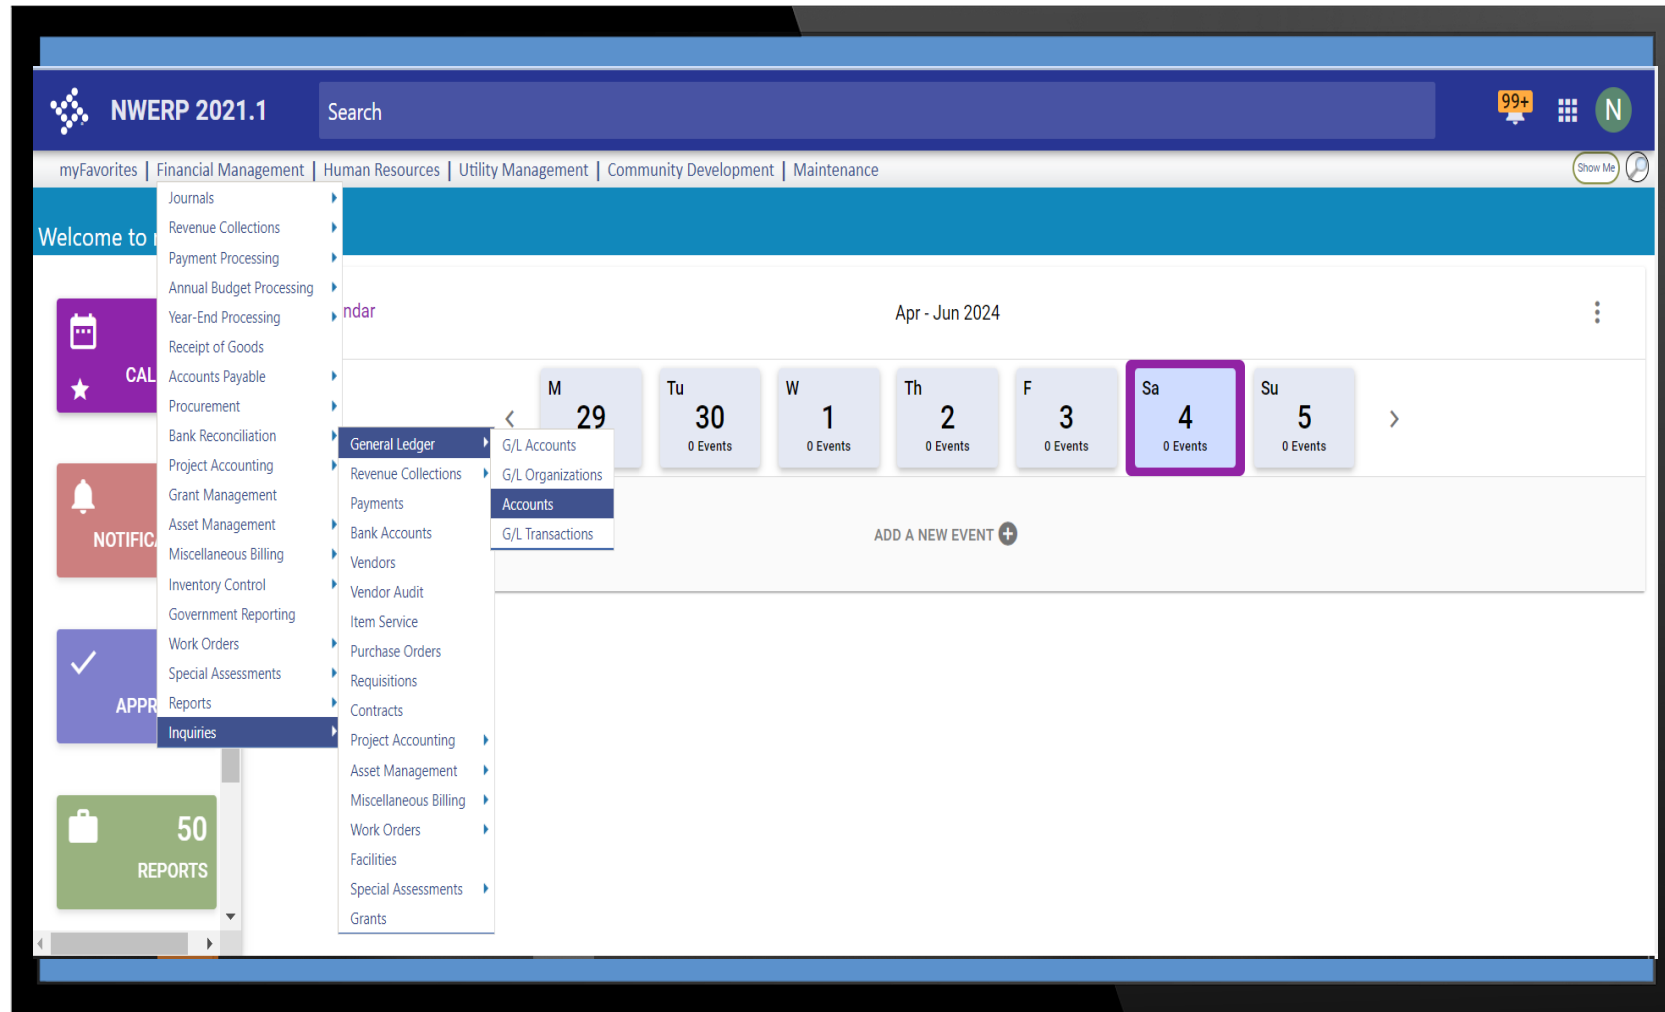 NWERP 2021.1
Search
99+
N
myFavorites | Financial Management | Human Resources | Utility Management | Community Development | Maintenance
Show Me
Welcome to
Journals
Revenue Collections
Payment Processing
Annual Budget Processing
Year-End Processing
Receipt of Goods
Accounts Payable
Procurement
Bank Reconciliation
Project Accounting
Grant Management
Asset Management
Miscellaneous Billing
Inventory Control
Government Reporting
Work Orders
Special Assessments
Reports
Inquiries
General Ledger
Revenue Collections
Payments
Bank Accounts
Vendors
Vendor Audit
Item Service
Purchase Orders
Requisitions
Contracts
Project Accounting
Asset Management
Miscellaneous Billing
Work Orders
Facilities
Special Assessments
Grants
G/L Accounts
G/L Organizations
Accounts
G/L Transactions
CAL
NOTIFICA
APPR
50
REPORTS
ndar
Apr - Jun 2024
M
29
Tu
30
0 Events
W
1
0 Events
Th
2
0 Events
F
3
0 Events
Sa
4
0 Events
Su
5
0 Events
ADD A NEW EVENT